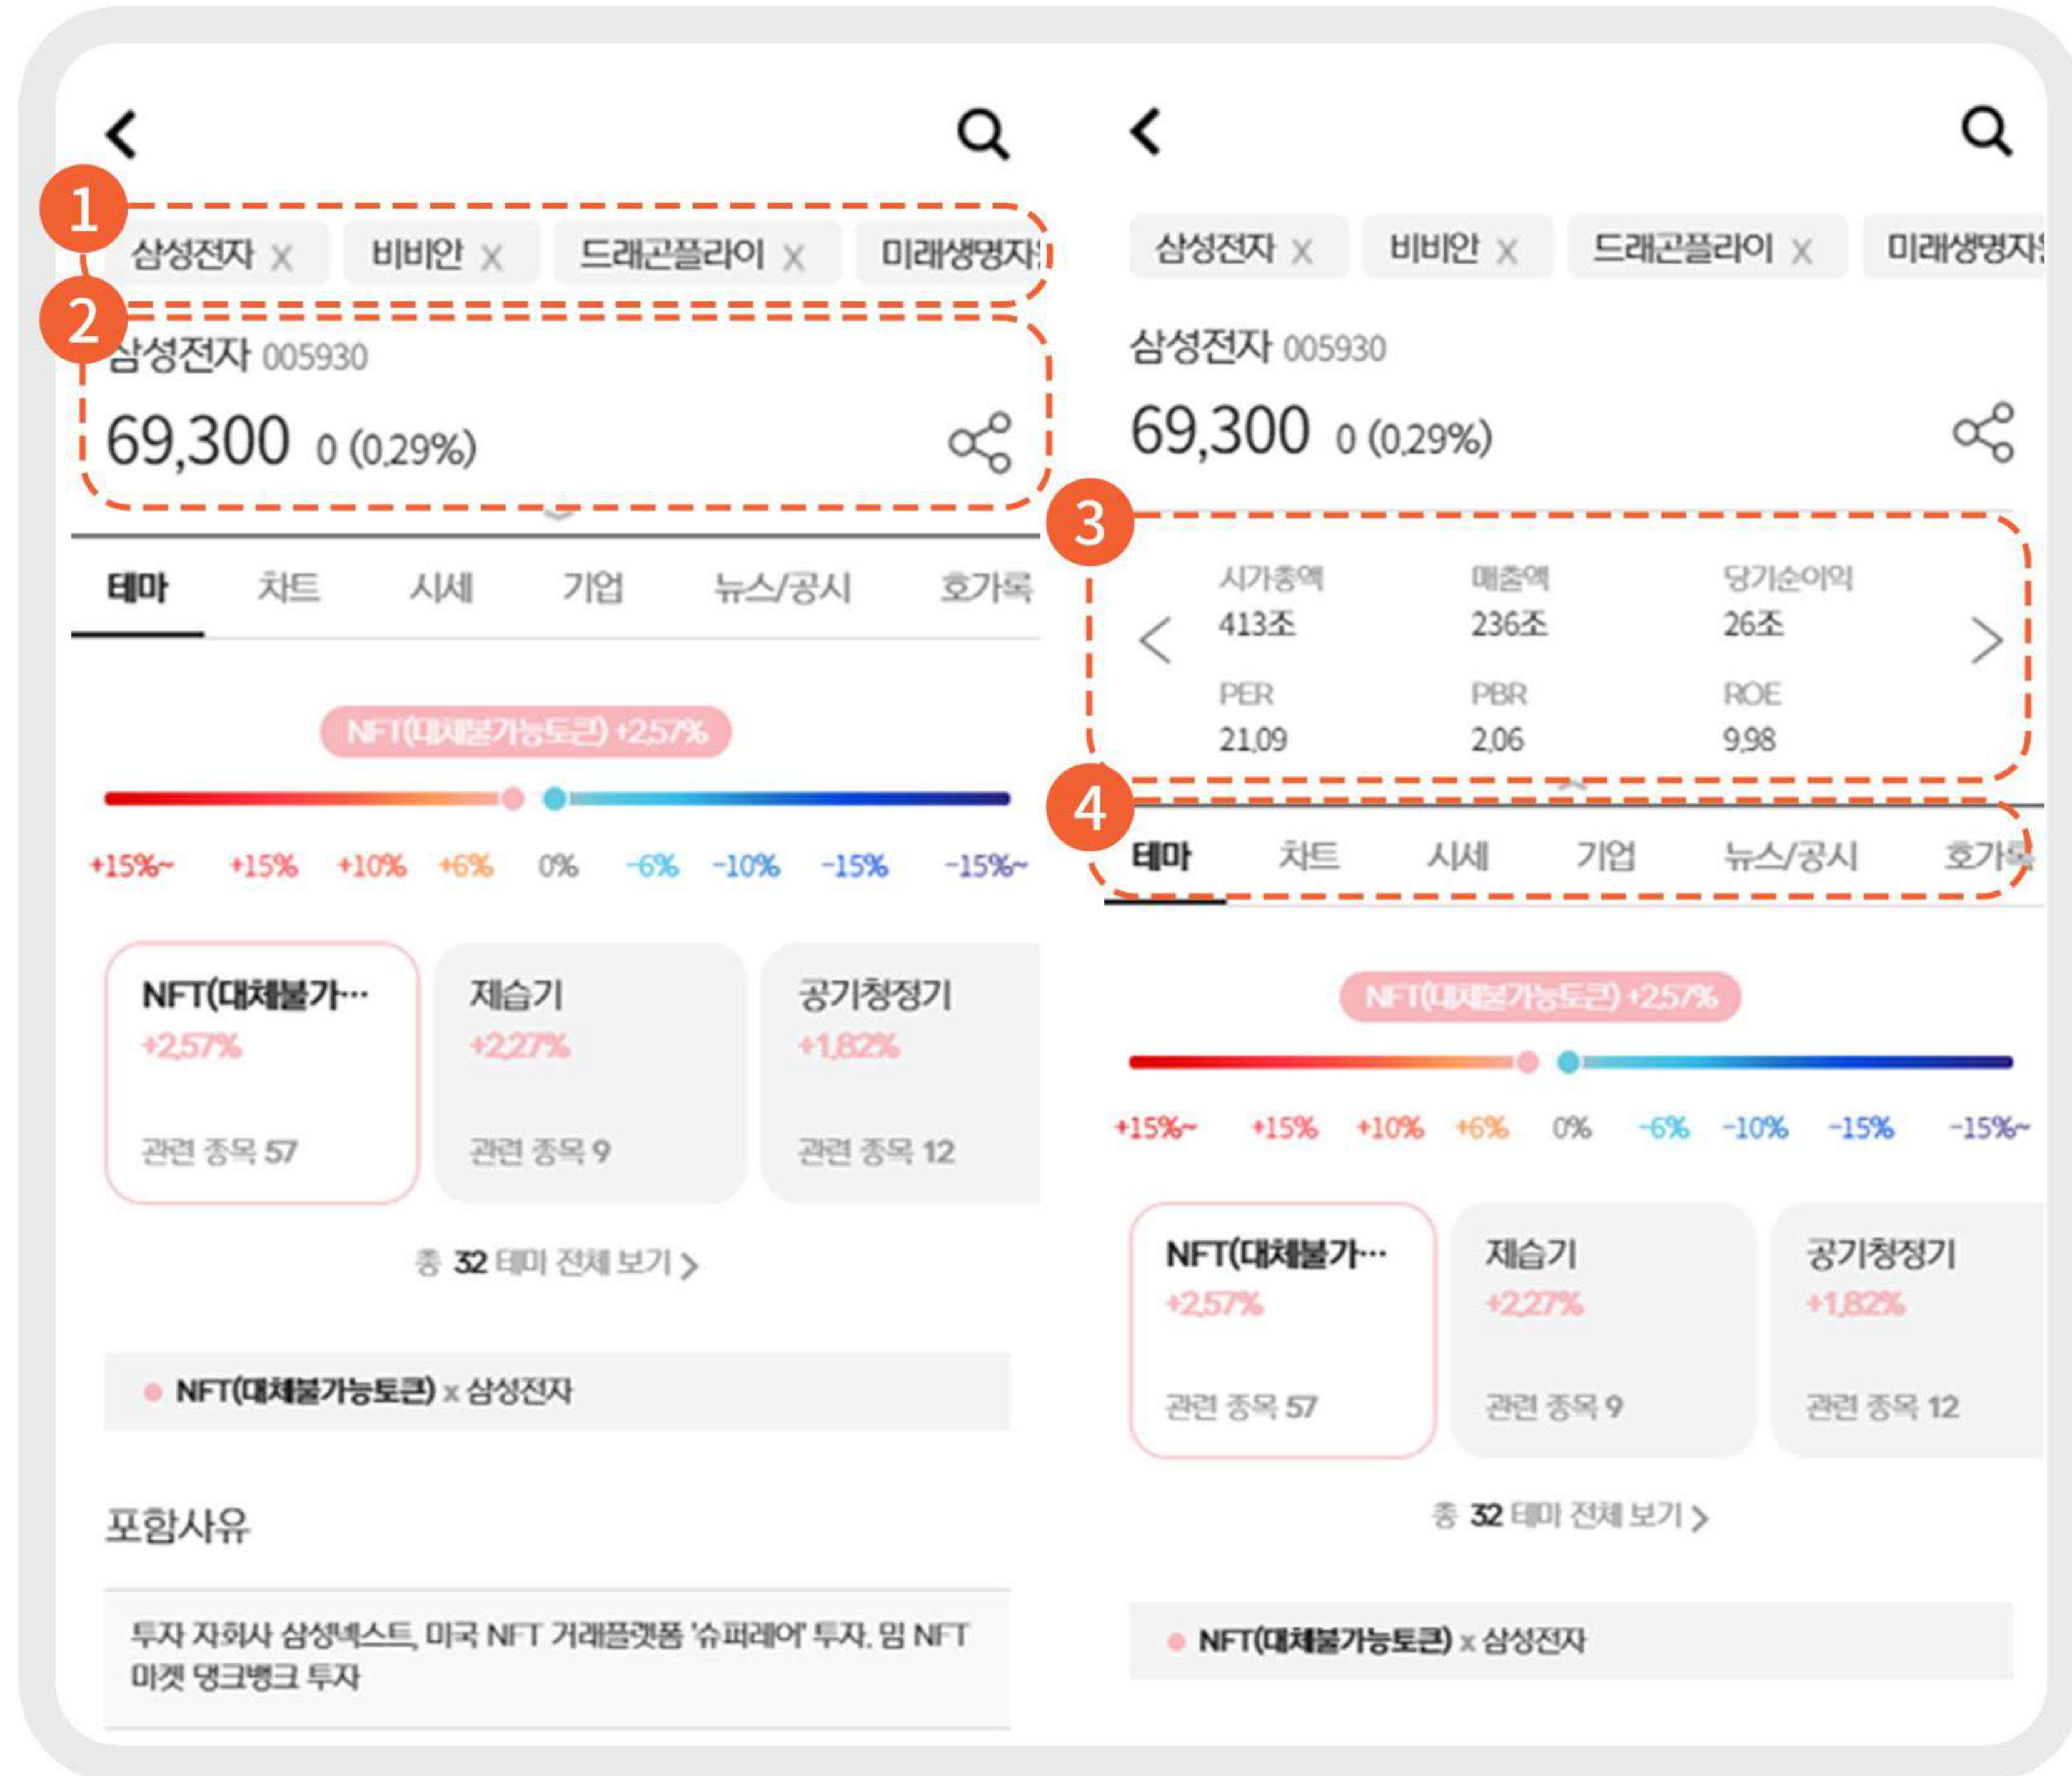 1
삼성전자 X 비비안 X 드래곤플라이 X
2
삼성전자 005930
69,300 0 (0.29%)
테마 차트 시세 기업 뉴스/공시 호가록
NFT(대체불가능토큰) +2.57%
+15%~ +15% +10% +6% 0% -6% -10% -15% -15%~
NFT(대체불가… 제습기 공기청정기
+2.57% +2.27% +1.82%
관련 종목 57 관련 종목 9 관련 종목 12
총 32 테마 전체 보기 >
NFT(대체불가능토큰) x 삼성전자
포함사유
투자 자회사 삼성넥스트, 미국 NFT 거래플랫폼 '슈퍼레어' 투자. 밈 NFT
마켓 댕크뱅크 투자
삼성전자 X 비비안 X 드래곤플라이 X
삼성전자 005930
69,300 0 (0.29%)
3
시가총액 매출액 당기순이익
413조 236조 26조
PER PBR ROE
21.09 2.06 9.98
4
테마 차트 시세 기업 뉴스/공시 호가록
NFT(대체불가능토큰) +2.57%
+15%~ +15% +10% +6% 0% -6% -10% -15% -15%~
NFT(대체불가… 제습기 공기청정기
+2.57% +2.27% +1.82%
관련 종목 57 관련 종목 9 관련 종목 12
총 32 테마 전체 보기 >
NFT(대체불가능토큰) x 삼성전자